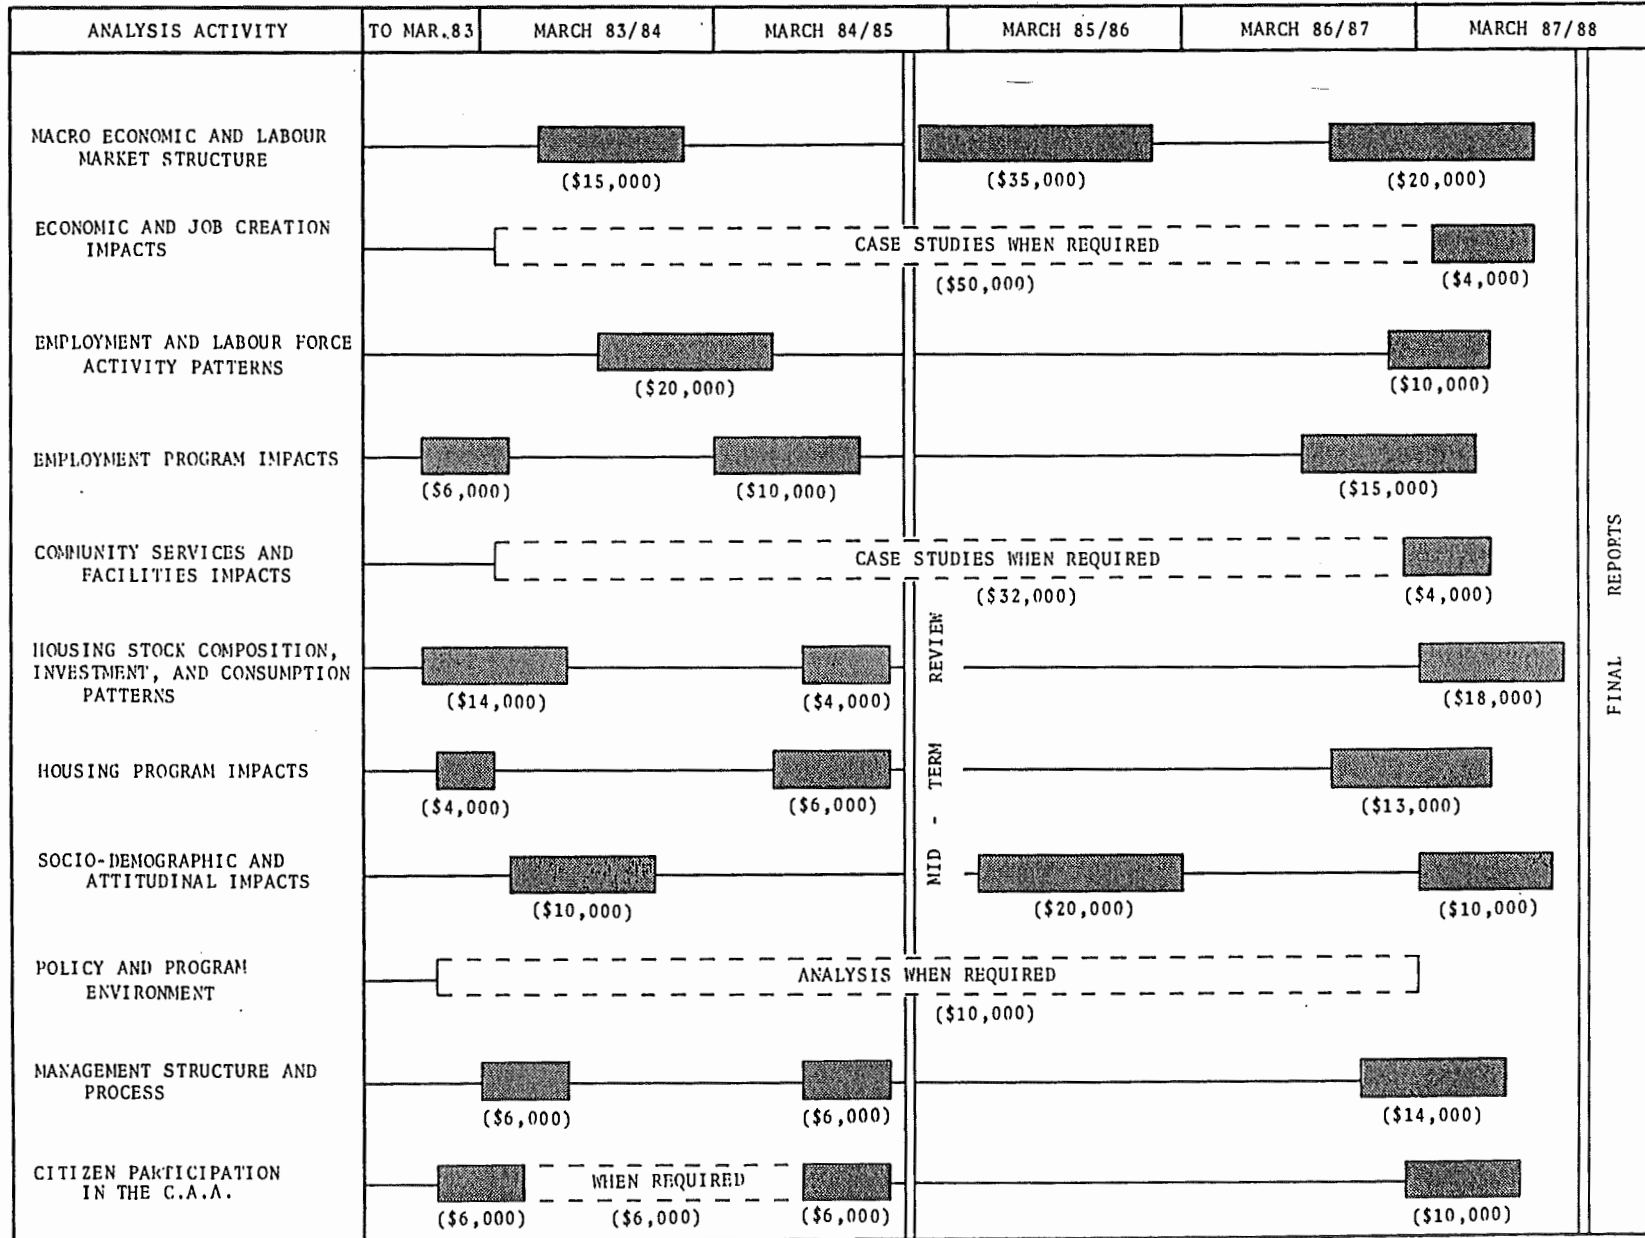 ANALYSIS ACTIVITY TO MAR.83 MARCH 83/84 MARCH 84/85 MARCH 85/86 MARCH 86/87 MARCH 87/88
MACRO ECONOMIC AND LABOUR
MARKET STRUCTURE
($15,000) ($35,000) ($20,000)
ECONOMIC AND JOB CREATION
IMPACTS
CASE STUDIES WHEN REQUIRED
($50,000) ($4,000)
EMPLOYMENT AND LABOUR FORCE
ACTIVITY PATTERNS
($20,000) ($10,000)
EMPLOYMENT PROGRAM IMPACTS
($6,000) ($10,000) ($15,000)
COMMUNITY SERVICES AND
FACILITIES IMPACTS
CASE STUDIES WHEN REQUIRED
($32,000) ($4,000)
HOUSING STOCK COMPOSITION,
INVESTMENT, AND CONSUMPTION
PATTERNS
($14,000) ($4,000) ($18,000)
HOUSING PROGRAM IMPACTS
($4,000) ($6,000) ($13,000)
SOCIO-DEMOGRAPHIC AND
ATTITUDINAL IMPACTS
($10,000) ($20,000) ($10,000)
POLICY AND PROGRAM
ENVIRONMENT
ANALYSIS WHEN REQUIRED
($10,000)
MANAGEMENT STRUCTURE AND
PROCESS
($6,000) ($6,000) ($14,000)
CITIZEN PARTICIPATION
IN THE C.A.A.
WHEN REQUIRED
($6,000) ($6,000) ($6,000) ($10,000)
MID - TERM REVIEW
FINAL REPORTS